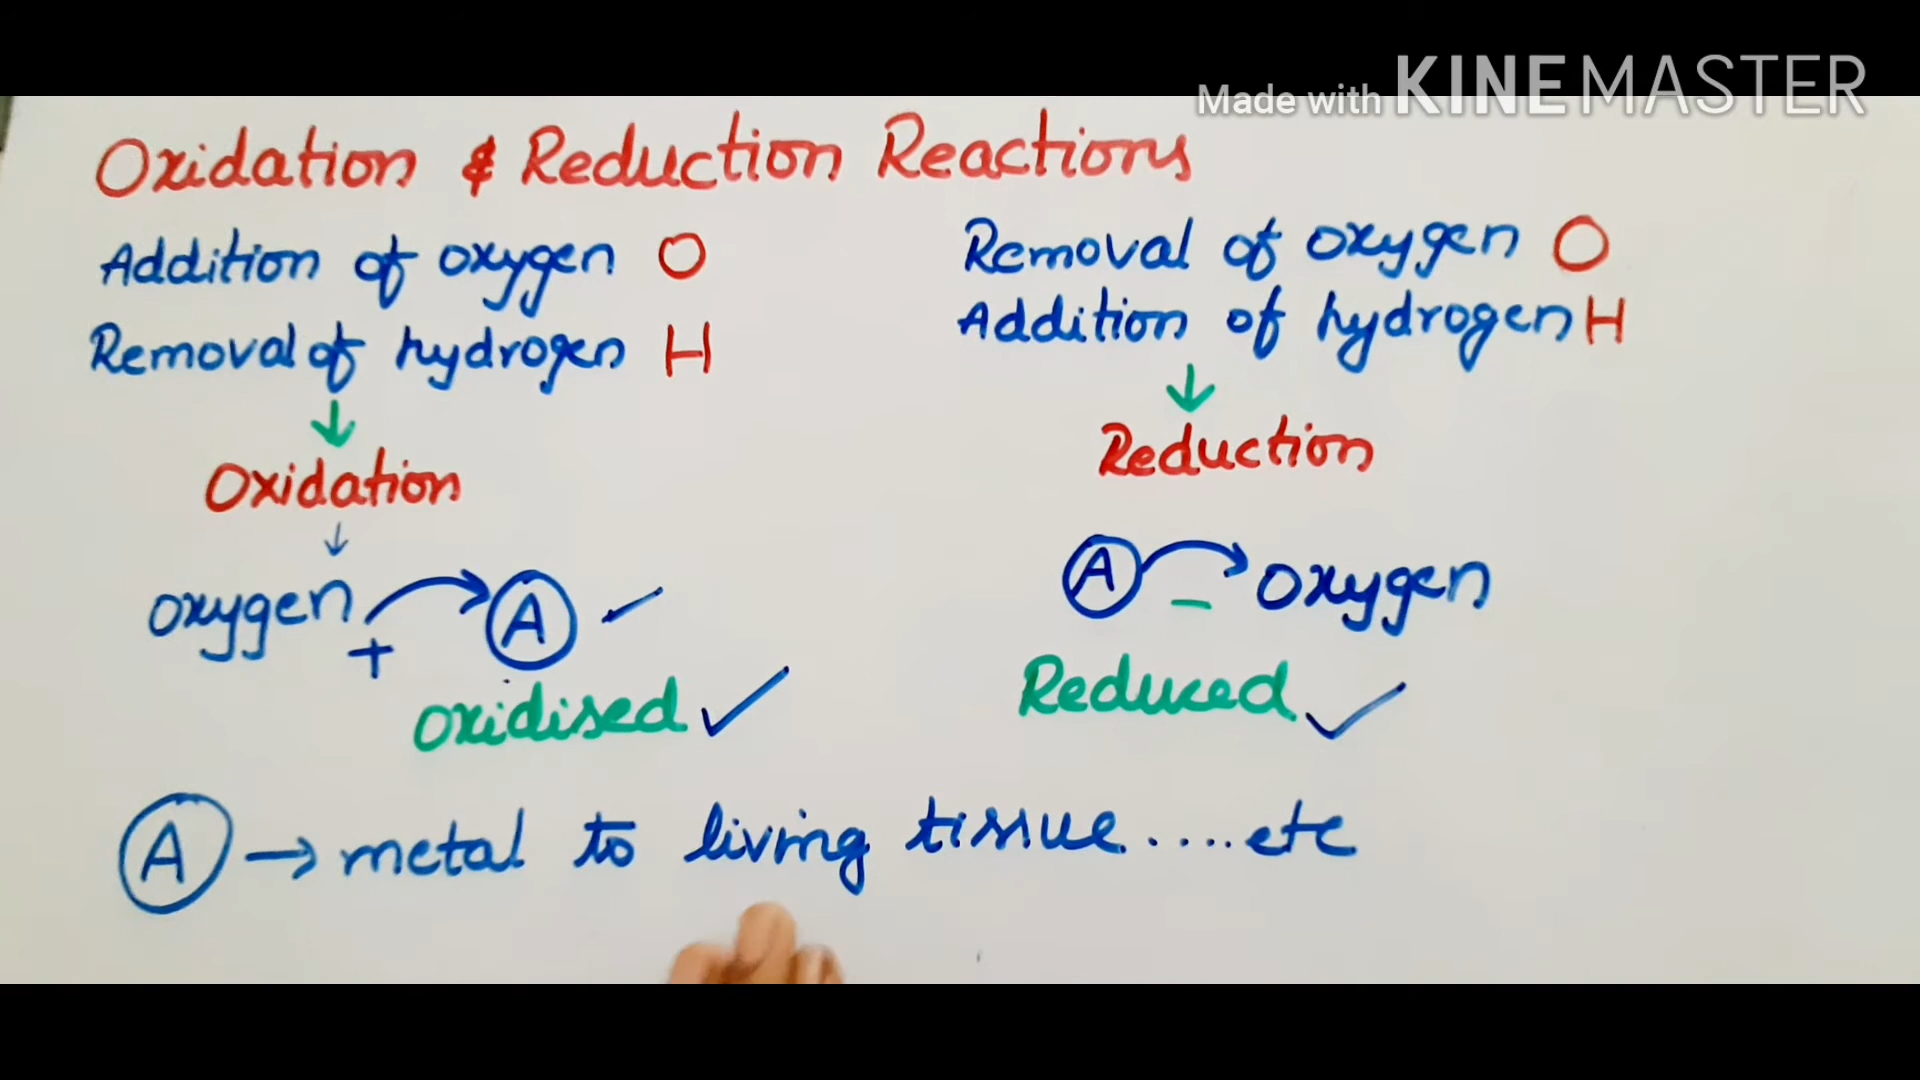 Made with KINEMASTER
Oxidation & Reduction Reactions
Addition of oxygen O
Removal of hydrogen H
↓
Oxidation
↓
oxygen + → A ✓
oxidised ✓
Removal of oxygen O
Addition of hydrogen H
↓
Reduction
A → oxygen
−
Reduced ✓
A → metal to living tissue....etc